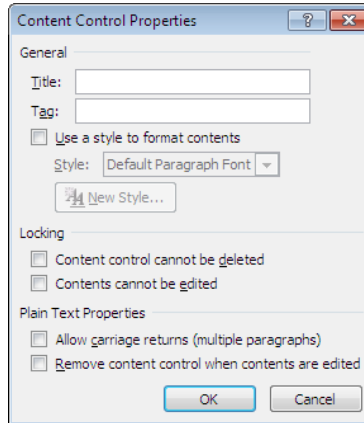 Content Control Properties
General
Title:
Tag:
Use a style to format contents
Style: Default Paragraph Font
New Style...
Locking
Content control cannot be deleted
Contents cannot be edited
Plain Text Properties
Allow carriage returns (multiple paragraphs)
Remove content control when contents are edited
OK Cancel